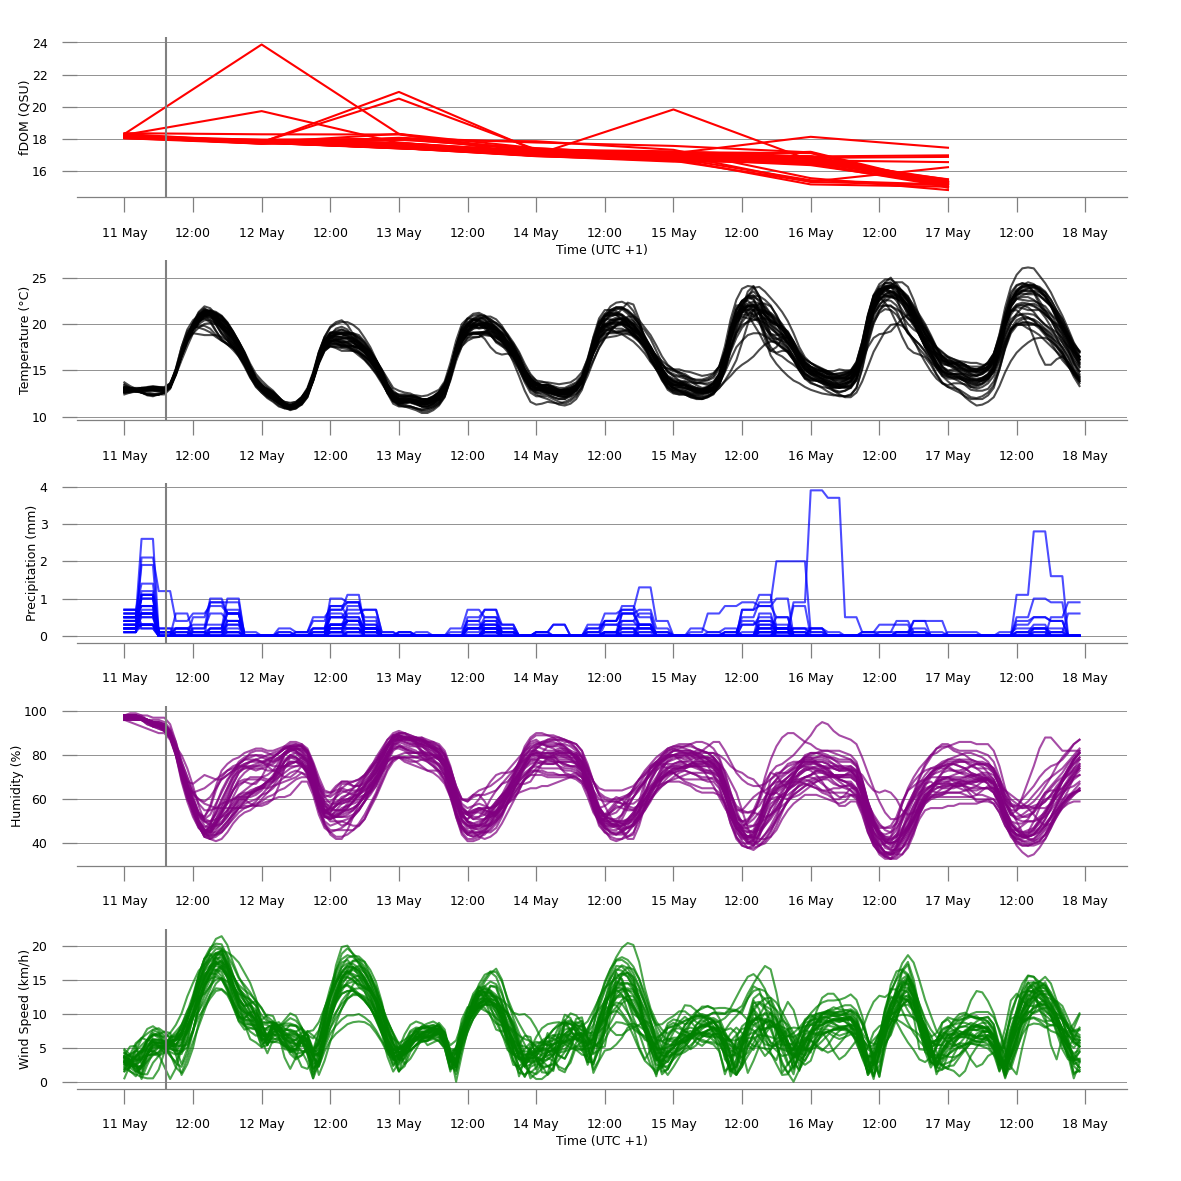 24
22
20
18
16
fDOM (QSU)
11 May 12:00 12 May 12:00 13 May 12:00 14 May 12:00 15 May 12:00 16 May 12:00 17 May 12:00 18 May
Time (UTC +1)
25
20
15
10
Temperature (°C)
11 May 12:00 12 May 12:00 13 May 12:00 14 May 12:00 15 May 12:00 16 May 12:00 17 May 12:00 18 May
4
3
2
1
0
Precipitation (mm)
11 May 12:00 12 May 12:00 13 May 12:00 14 May 12:00 15 May 12:00 16 May 12:00 17 May 12:00 18 May
100
80
60
40
Humidity (%)
11 May 12:00 12 May 12:00 13 May 12:00 14 May 12:00 15 May 12:00 16 May 12:00 17 May 12:00 18 May
20
15
10
5
0
Wind Speed (km/h)
11 May 12:00 12 May 12:00 13 May 12:00 14 May 12:00 15 May 12:00 16 May 12:00 17 May 12:00 18 May
Time (UTC +1)